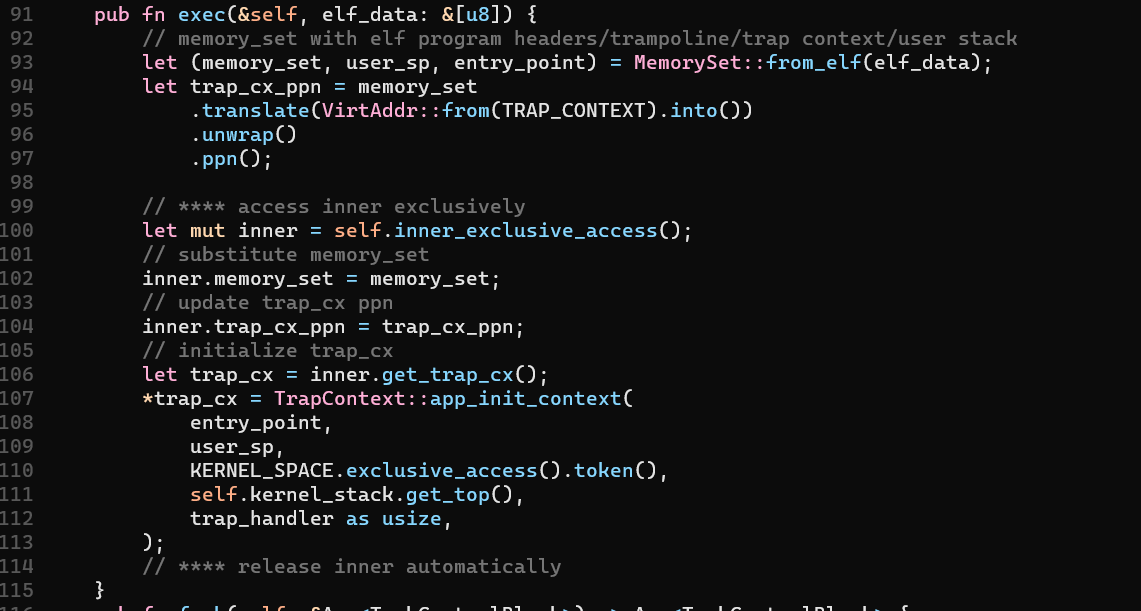 91     pub fn exec(&self, elf_data: &[u8]) {
92         // memory_set with elf program headers/trampoline/trap context/user stack
93         let (memory_set, user_sp, entry_point) = MemorySet::from_elf(elf_data);
94         let trap_cx_ppn = memory_set
95             .translate(VirtAddr::from(TRAP_CONTEXT).into())
96             .unwrap()
97             .ppn();
98
99         // **** access inner exclusively
100         let mut inner = self.inner_exclusive_access();
101         // substitute memory_set
102         inner.memory_set = memory_set;
103         // update trap_cx ppn
104         inner.trap_cx_ppn = trap_cx_ppn;
105         // initialize trap_cx
106         let trap_cx = inner.get_trap_cx();
107         *trap_cx = TrapContext::app_init_context(
108             entry_point,
109             user_sp,
110             KERNEL_SPACE.exclusive_access().token(),
111             self.kernel_stack.get_top(),
112             trap_handler as usize,
113         );
114         // **** release inner automatically
115     }